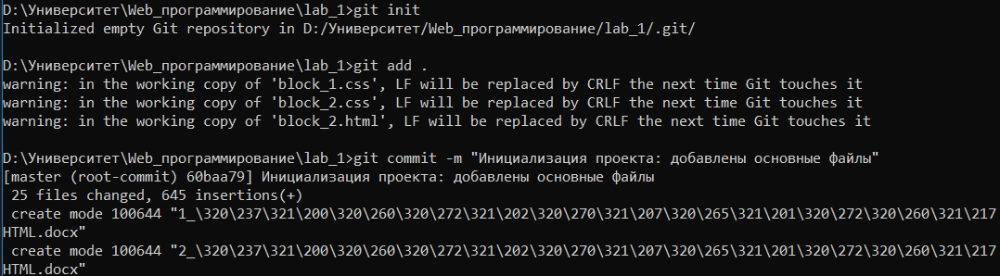 D:\Университет\Web_программирование\lab_1>git init
Initialized empty Git repository in D:/Университет/Web_программирование/lab_1/.git/
D:\Университет\Web_программирование\lab_1>git add .
warning: in the working copy of 'block_1.css', LF will be replaced by CRLF the next time Git touches it
warning: in the working copy of 'block_2.css', LF will be replaced by CRLF the next time Git touches it
warning: in the working copy of 'block_2.html', LF will be replaced by CRLF the next time Git touches it
D:\Университет\Web_программирование\lab_1>git commit -m "Инициализация проекта: добавлены основные файлы"
[master (root-commit) 60baa79] Инициализация проекта: добавлены основные файлы
25 files changed, 645 insertions(+)
create mode 100644 "1_\320\237\321\200\320\260\320\272\321\202\320\270\321\207\320\265\321\201\320\272\320\260\321\217
HTML.docx"
create mode 100644 "2_\320\237\321\200\320\260\320\272\321\202\320\270\321\207\320\265\321\201\320\272\320\260\321\217
HTML.docx"